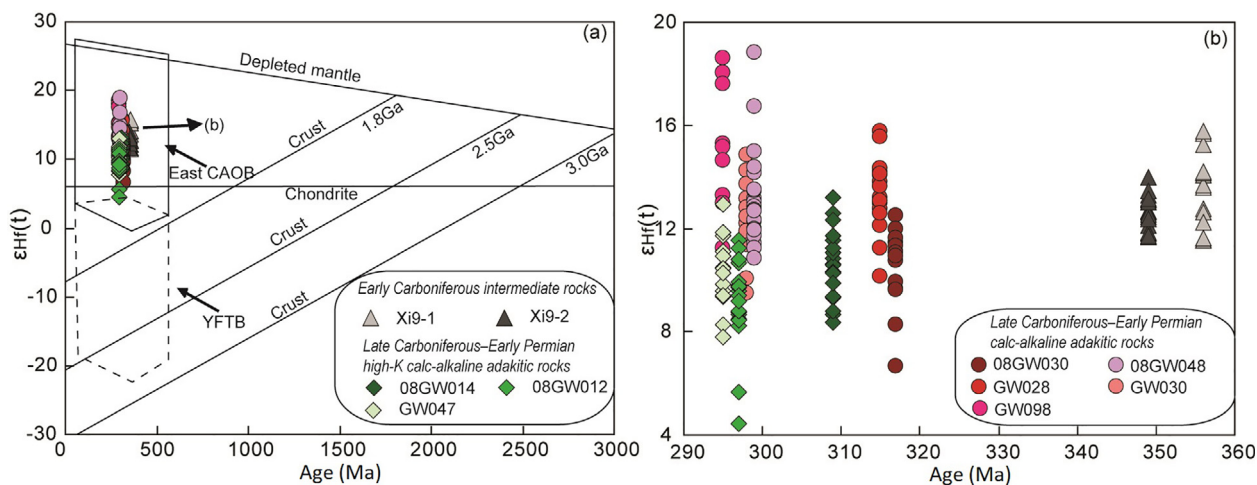 (a)
30
20
10
0
-10
-20
-30
εHf(t)
Depleted mantle
Crust
1.8Ga
2.5Ga
3.0Ga
(b)
East CAOB
Chondrite
Crust
YFTB
Crust
Early Carboniferous intermediate rocks
Xi9-1 Xi9-2
Late Carboniferous–Early Permian
high-K calc-alkaline adakitic rocks
08GW014 08GW012
GW047
0 500 1000 1500 2000 2500 3000
Age (Ma)
(b)
20
16
12
8
4
εHf(t)
Late Carboniferous–Early Permian
calc-alkaline adakitic rocks
08GW030 08GW048
GW028 GW030
GW098
290 300 310 320 330 340 350 360
Age (Ma)